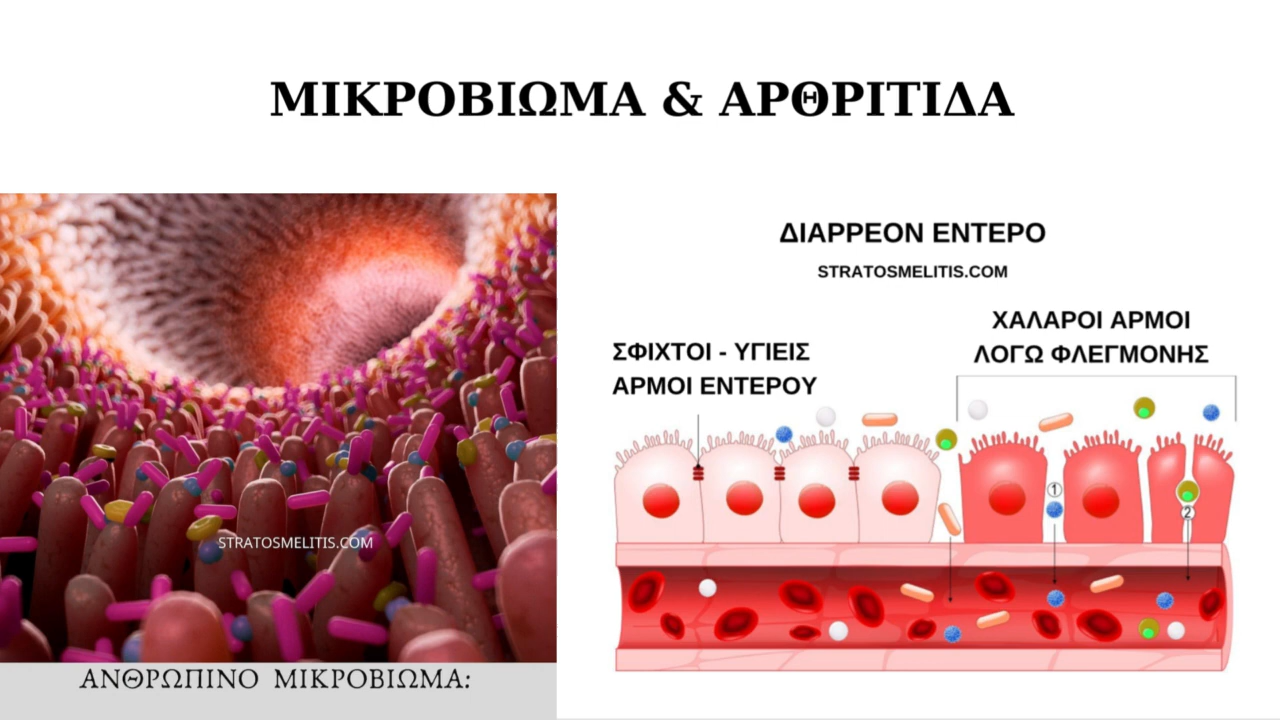 ΜΙΚΡΟΒΙΩΜΑ & ΑΡΘΡΙΤΙΔΑ
STRATOSMELITIS.COM
ΑΝΘΡΩΠΙΝΟ ΜΙΚΡΟΒΙΩΜΑ:
ΔΙΑΡΡΕΟΝ ΕΝΤΕΡΟ
STRATOSMELITIS.COM
ΣΦΙΧΤΟΙ - ΥΓΙΕΙΣ
ΑΡΜΟΙ ΕΝΤΕΡΟΥ
ΧΑΛΑΡΟΙ ΑΡΜΟΙ
ΛΟΓΩ ΦΛΕΓΜΟΝΗΣ
1
2